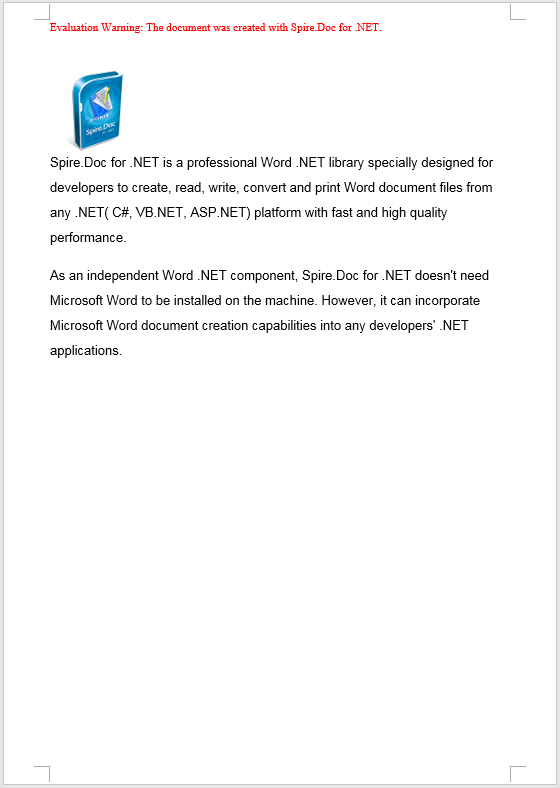 Evaluation Warning: The document was created with Spire.Doc for .NET.
Spire.Doc
Spire.Doc for .NET is a professional Word .NET library specially designed for
developers to create, read, write, convert and print Word document files from
any .NET( C#, VB.NET, ASP.NET) platform with fast and high quality
performance.
As an independent Word .NET component, Spire.Doc for .NET doesn't need
Microsoft Word to be installed on the machine. However, it can incorporate
Microsoft Word document creation capabilities into any developers' .NET
applications.